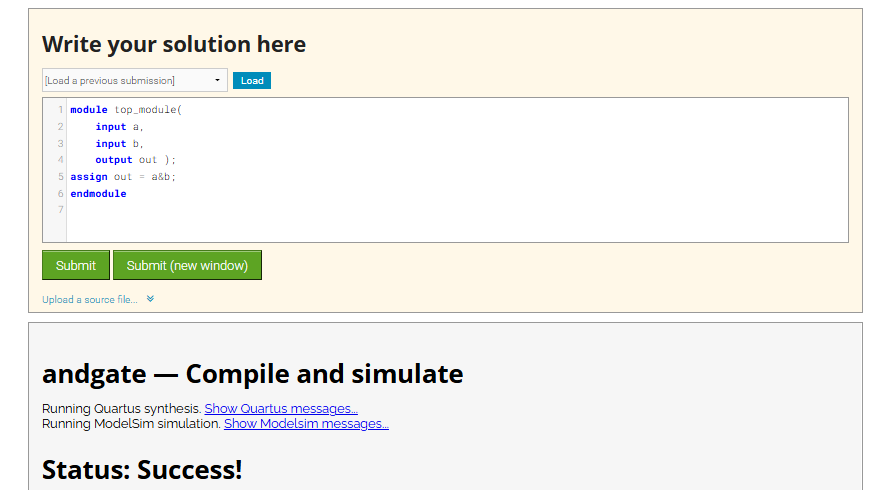 Write your solution here
[Load a previous submission] Load
1 module top_module(
2 input a,
3 input b,
4 output out );
5 assign out = a&b;
6 endmodule
7
Submit Submit (new window)
Upload a source file...
andgate — Compile and simulate
Running Quartus synthesis. Show Quartus messages...
Running ModelSim simulation. Show Modelsim messages...
Status: Success!